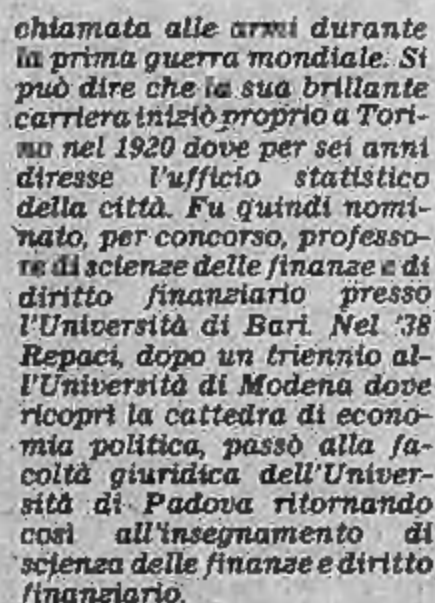 chiamata alle armi durante
la prima guerra mondiale. Si
può dire che la sua brillante
carriera iniziò proprio a Tori-
no nel 1920 dove per sei anni
diresse l'ufficio statistico
della città. Fu quindi nomi-
nato, per concorso, professo-
re di scienze delle finanze e di
diritto finanziario presso
l'Università di Bari. Nel '38
Repaci, dopo un triennio al-
l'Università di Modena dove
ricoprì la cattedra di econo-
mia politica, passò alla fa-
coltà giuridica dell'Univer-
sità di Padova ritornando
così all'insegnamento di
scienza delle finanze e diritto
finanziario.